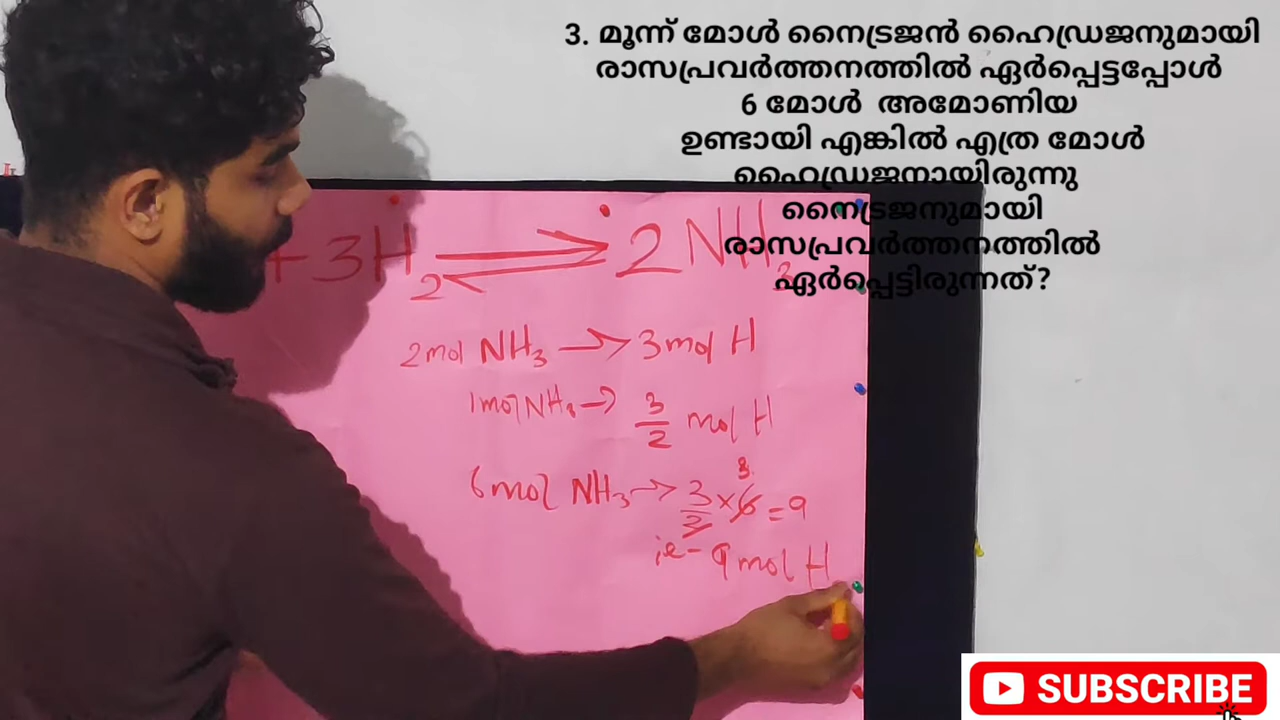 3. മൂന്ന് മോൾ നൈട്രജൻ ഹൈഡ്രജനുമായി
രാസപ്രവർത്തനത്തിൽ ഏർപ്പെട്ടപ്പോൾ
6 മോൾ അമോണിയ
ഉണ്ടായി എങ്കിൽ എത്ര മോൾ
ഹൈഡ്രജനായിരുന്നു
നൈട്രജനുമായി
രാസപ്രവർത്തനത്തിൽ
ഏർപ്പെട്ടിരുന്നത്?
+ 3H₂ ⇌ 2NH₃
2mol NH₃ → 3mol H
1mol NH₃ → 3/2 mol H
6mol NH₃ → 3/2 × 6 3 = 9
ie - 9 mol H
SUBSCRIBE